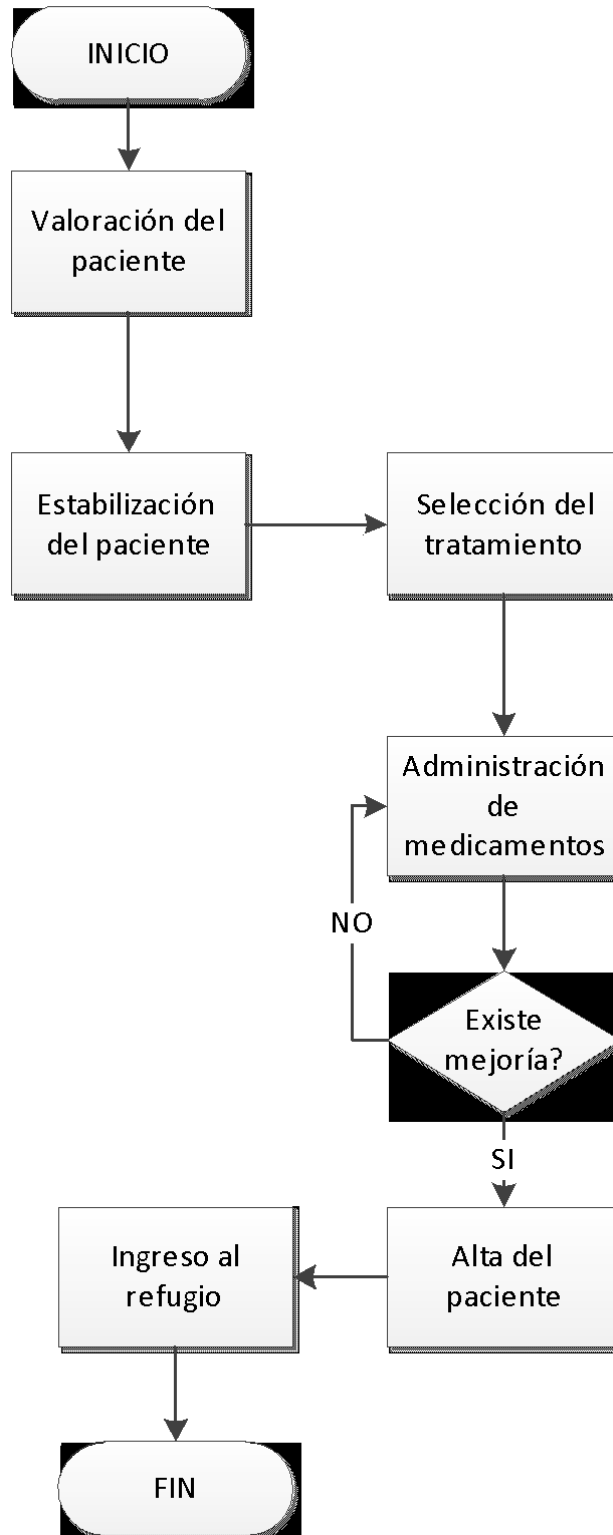 INICIO
Valoración del
paciente
Estabilización
del paciente
Selección del
tratamiento
Administración
de
medicamentos
NO
Existe
mejoría?
SI
Alta del
paciente
Ingreso al
refugio
FIN